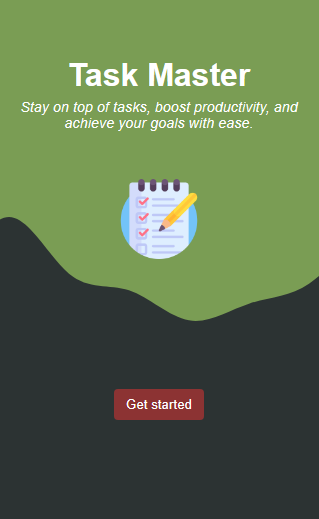 Task Master
Stay on top of tasks, boost productivity, and
achieve your goals with ease.
Get started